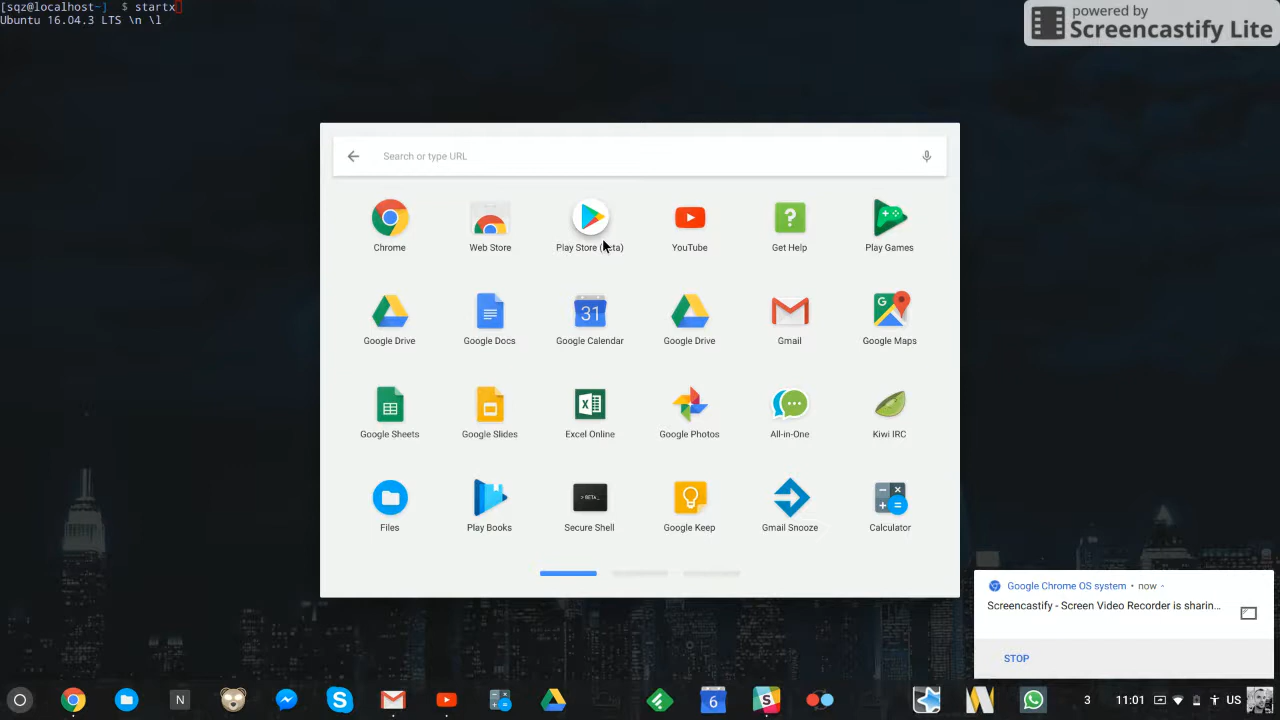 [sqz@localhost~]  $ startx
Ubuntu 16.04.3 LTS \n \l
powered by
Screencastify Lite
Search or type URL
Chrome
Web Store
Play Store (
ta)
YouTube
Get Help
Play Games
Google Drive
Google Docs
31
Google Calendar
Google Drive
Gmail
G
Google Maps
Google Sheets
Google Slides
Excel Online
Google Photos
All-in-One
Kiwi IRC
Files
Play Books
> BETA_
Secure Shell
Google Keep
Gmail Snooze
Calculator
Google Chrome OS system • now
Screencastify - Screen Video Recorder is sharin...
STOP
N
6
S
3
11:01
US